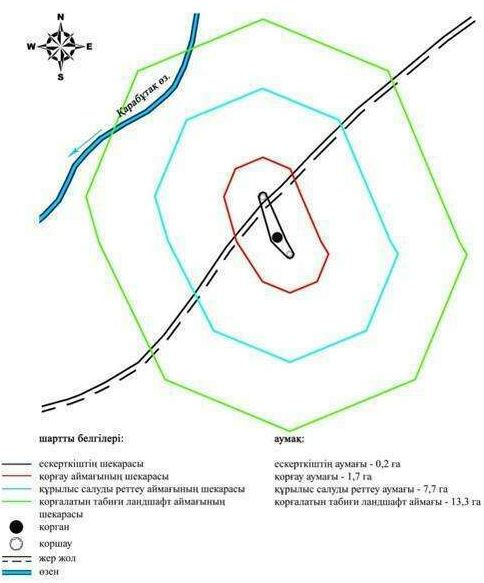 N
W E
S
Қарабұтақ өз.
шартты белгілері: аумақ:
ескерткіштің шекарасы ескерткіштің аумағы - 0,2 га
қорғау аймағының шекарасы қорғау аумағы - 1,7 га
құрылыс салуды реттеу аймағының шекарасы құрылыс салуды реттеу аумағы - 7,7 га
қорғалатын табиғи ландшафт аймағының қорғалатын табиғи ландшафт аймағы - 13,3 га
шекарасы
қорған
қоршау
жер жол
өзен